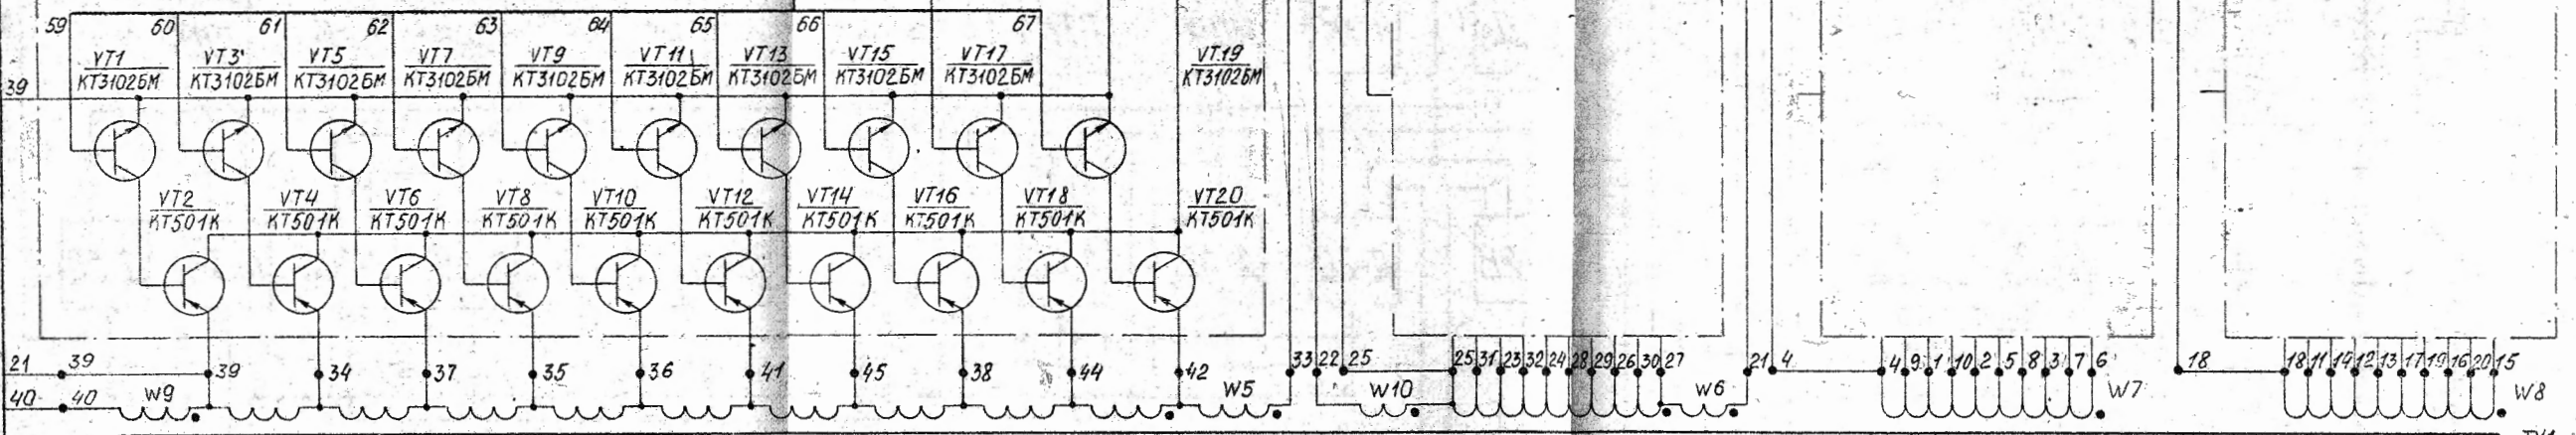 59 60 61 62 63 64 65 66 67
VT1 VT3 VT5 VT7 VT9 VT11 VT13 VT15 VT17 VT19
КТ3102БМ КТ3102БМ КТ3102БМ КТ3102БМ КТ3102БМ КТ3102БМ КТ3102БМ КТ3102БМ КТ3102БМ КТ3102БМ
39
VT2 VT4 VT6 VT8 VT10 VT12 VT14 VT16 VT18 VT20
КТ501К КТ501К КТ501К КТ501К КТ501К КТ501К КТ501К КТ501К КТ501К КТ501К
21 39 39 34 37 35 36 41 45 38 44 42 33 22 25 25 31 23 32 24 28 29 26 30 27 21 4 4 9 1 10 2 5 8 3 7 6 18 18 11 14 12 13 17 19 16 20 15
40 40 W9 W5 W10 W6 W7 W8